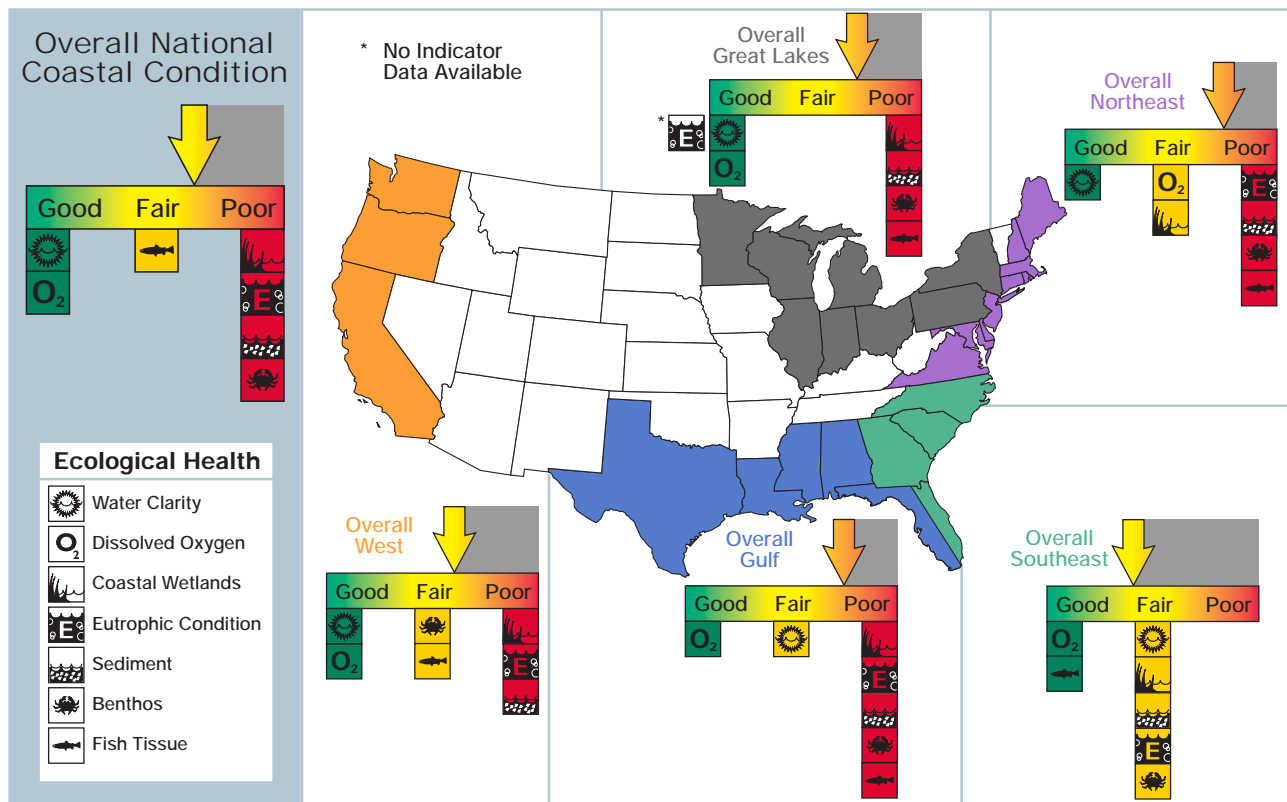 Overall National
Coastal Condition
Good Fair Poor
O2
E
Ecological Health
Water Clarity
O2 Dissolved Oxygen
Coastal Wetlands
E Eutrophic Condition
Sediment
Benthos
Fish Tissue
* No Indicator
Data Available
Overall
Great Lakes
Good Fair Poor
* E
O2
Overall
Northeast
Good Fair Poor
O2 E
Overall
West
Good Fair Poor
O2 E
Overall
Gulf
Good Fair Poor
O2
E
Overall
Southeast
Good Fair Poor
O2
E